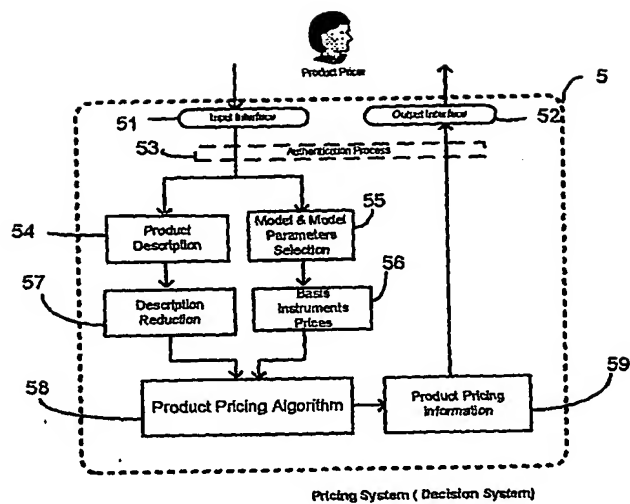 Product Pricer
5
51
Input Interface
Output Interface
52
53
Authentication Process
54
Product
Description
Model & Model
Parameters
Selection
55
57
Description
Reduction
Basis
Instruments
Prices
56
58
Product Pricing Algorithm
Product Pricing
Information
59
Pricing System ( Decision System)